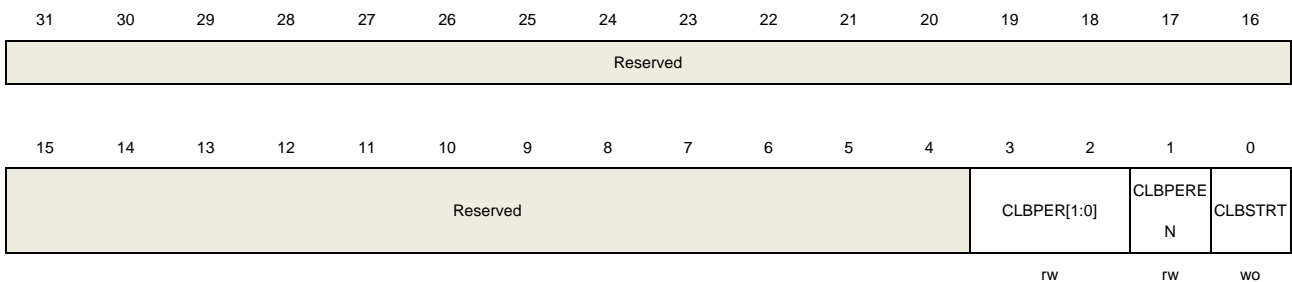 31 30 29 28 27 26 25 24 23 22 21 20 19 18 17 16
Reserved
15 14 13 12 11 10 9 8 7 6 5 4 3 2 1 0
Reserved CLBPER[1:0] CLBPERE CLBSTRT
N
rw rw wo